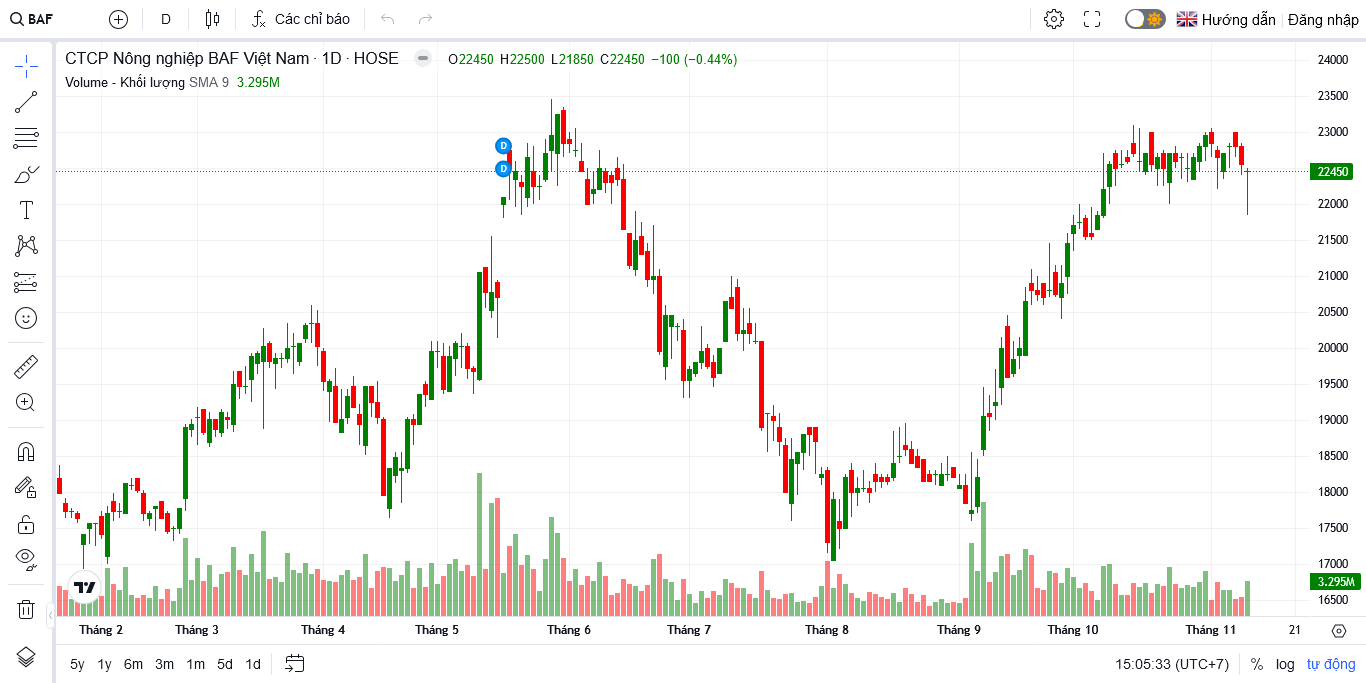 BAF D Các chỉ báo Hướng dẫn Đăng nhập
CTCP Nông nghiệp BAF Việt Nam · 1D · HOSE O22450 H22500 L21850 C22450 −100 (−0.44%)
Volume - Khối lượng SMA 9 3.295M
24000
23500
23000
22450
22000
21500
21000
20500
20000
19500
19000
18500
18000
17500
17000
3.295M
16500
D
D
Tháng 2 Tháng 3 Tháng 4 Tháng 5 Tháng 6 Tháng 7 Tháng 8 Tháng 9 Tháng 10 Tháng 11 21
5y 1y 6m 3m 1m 5d 1d 15:05:33 (UTC+7) % log tự động